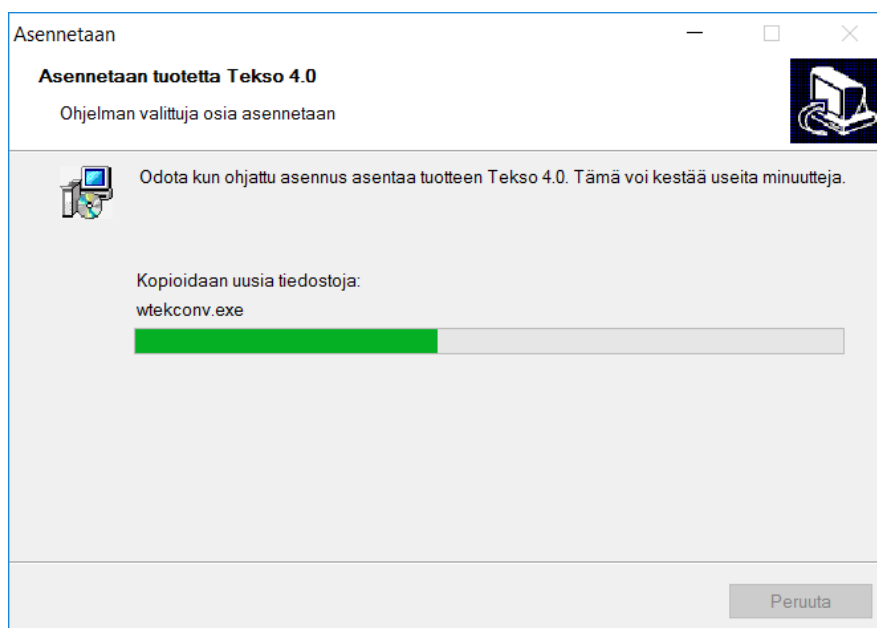 Asennetaan
Asennetaan tuotetta Tekso 4.0
Ohjelman valittuja osia asennetaan
Odota kun ohjattu asennus asentaa tuotteen Tekso 4.0. Tämä voi kestää useita minuutteja.
Kopioidaan uusia tiedostoja:
wtekconv.exe
Peruuta